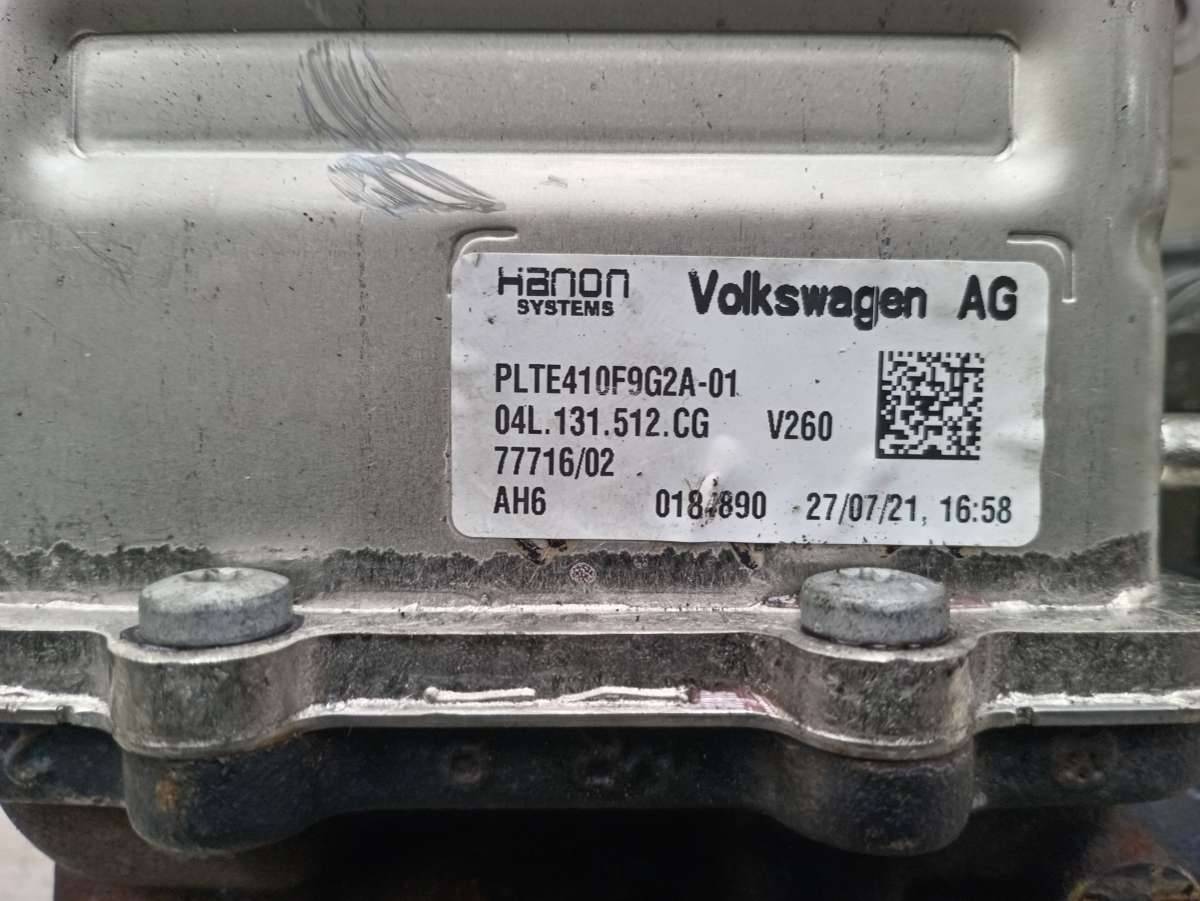 Hanon SYSTEMS
Volkswagen AG
PLTE410F9G2A-01
04L.131.512.CG V260
77716/02
AH6 27/07/21, 16:58